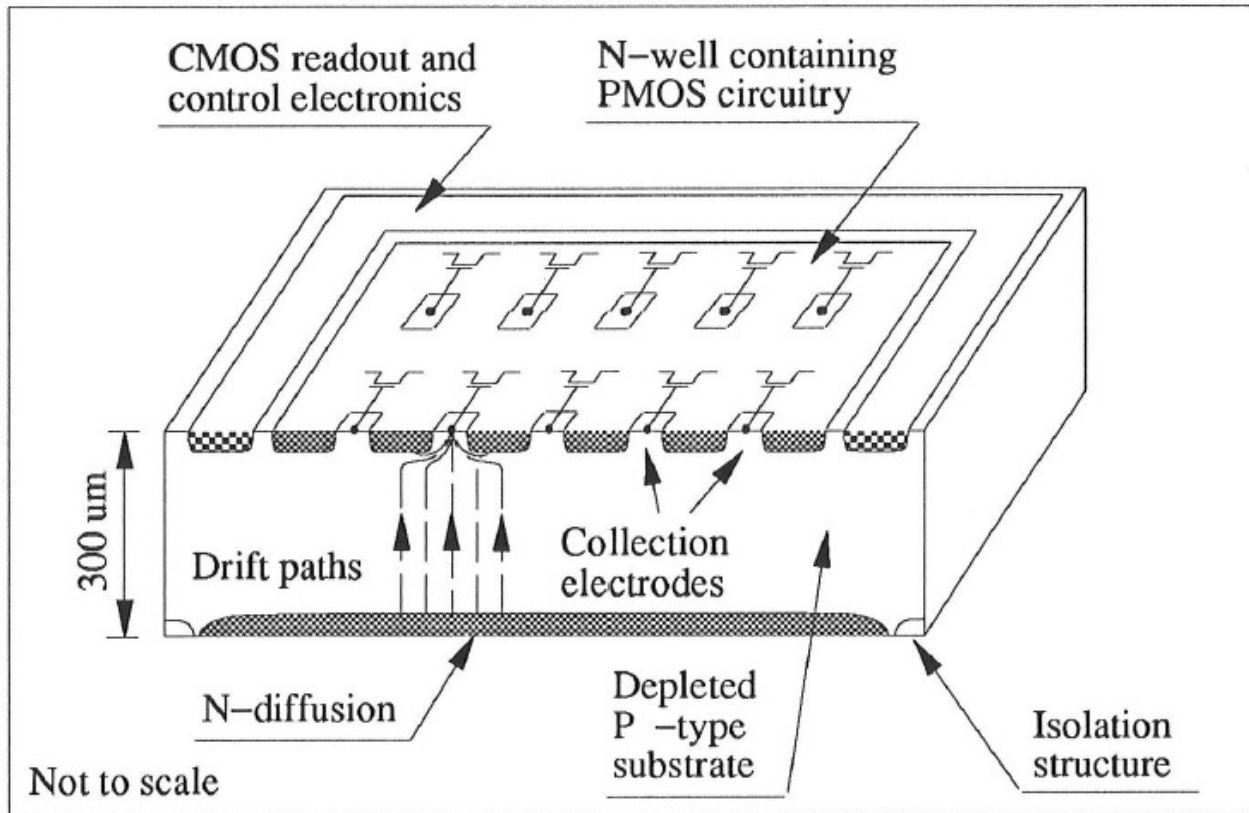 CMOS readout and
control electronics
N−well containing
PMOS circuitry
300 um
Drift paths
Collection
electrodes
N−diffusion
Depleted
P −type
substrate
Isolation
structure
Not to scale